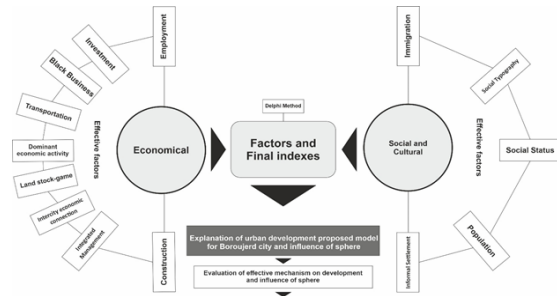 Employment
Investment
Black Business
Transportation
Dominant
economic activity
Land stock-game
Intercity economic
connection
Integrated
Management
Construction
Effective factors
Economical
Delphi Method
Factors and
Final indexes
Social and
Cultural
Effective factors
Immigration
Social Typography
Social Status
Population
Informal Settlement
Explanation of urban development proposed model
for Boroujerd city and influence of sphere
Evaluation of effective mechanism on development
and influence of sphere